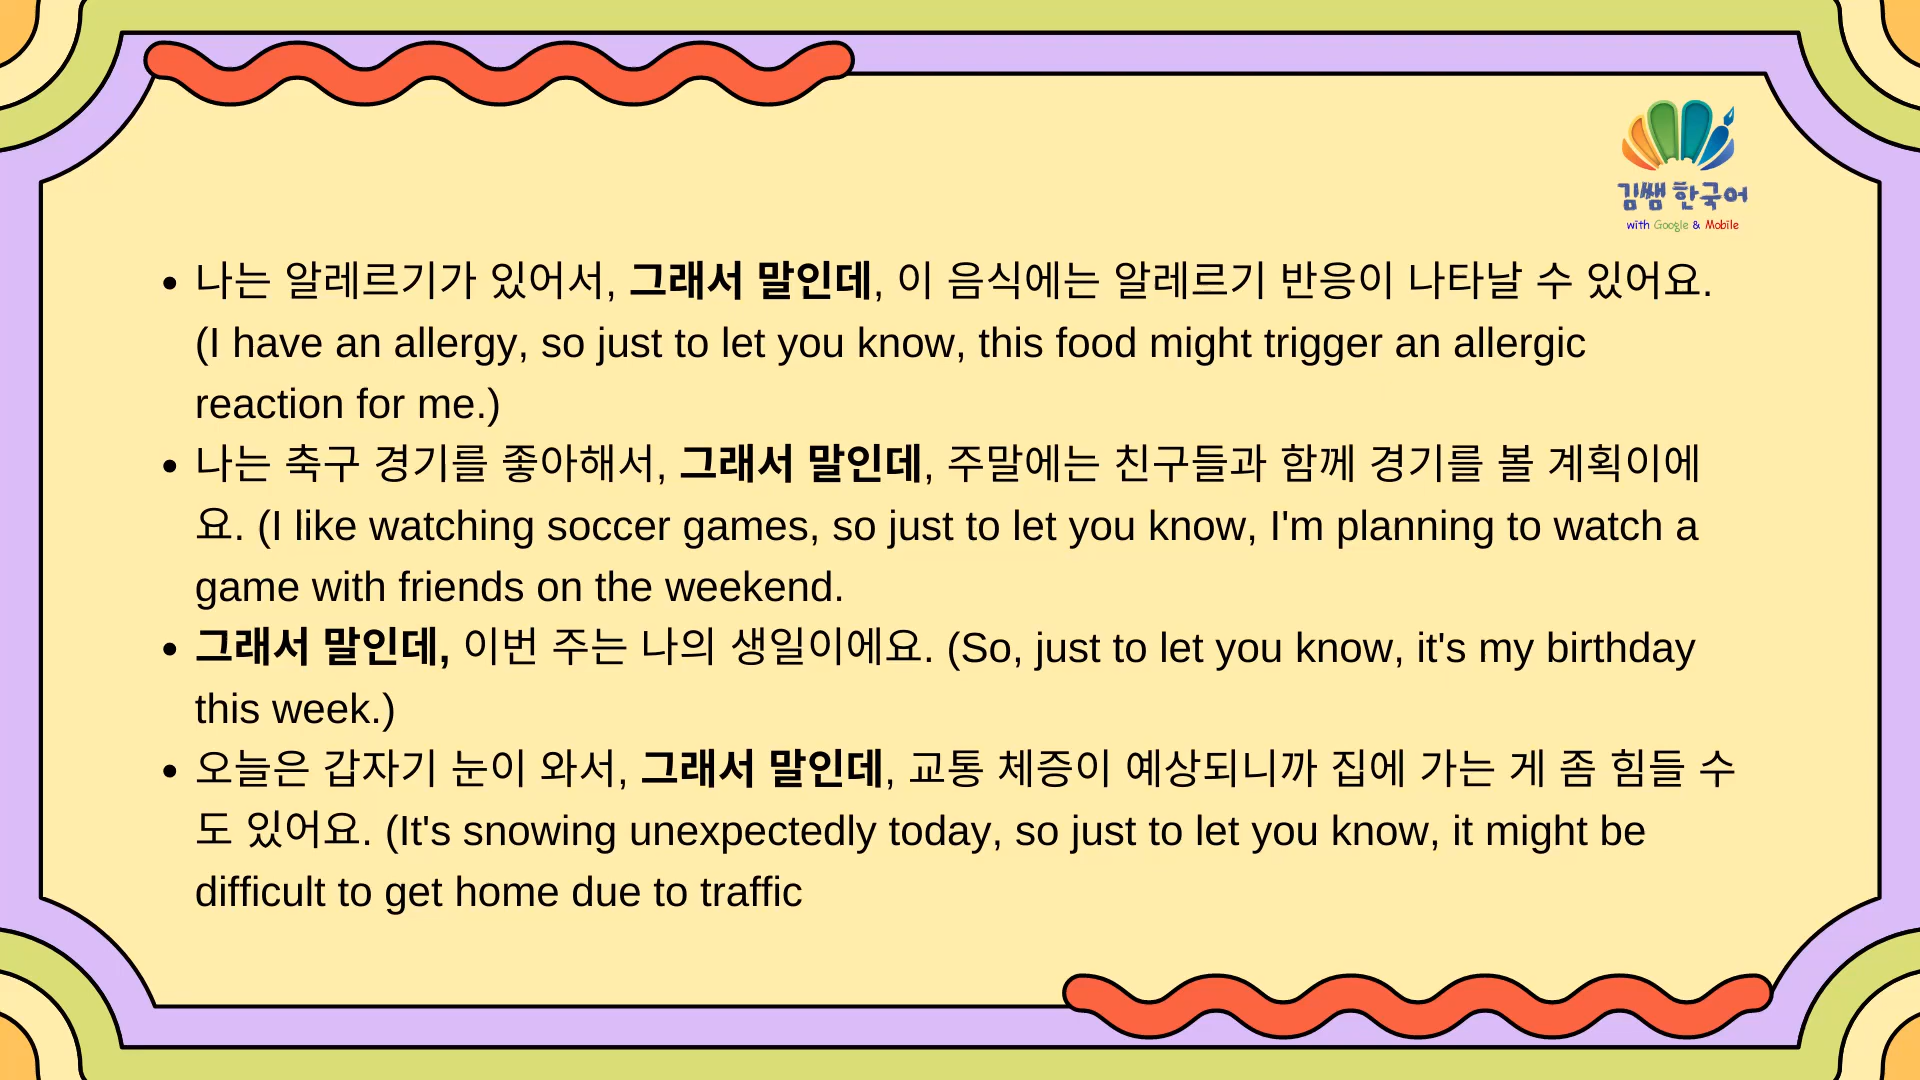 김쌤 한국어
with Google & Mobile
• 나는 알레르기가 있어서, 그래서 말인데, 이 음식에는 알레르기 반응이 나타날 수 있어요.
(I have an allergy, so just to let you know, this food might trigger an allergic
reaction for me.)
• 나는 축구 경기를 좋아해서, 그래서 말인데, 주말에는 친구들과 함께 경기를 볼 계획이에
요. (I like watching soccer games, so just to let you know, I'm planning to watch a
game with friends on the weekend.
• 그래서 말인데, 이번 주는 나의 생일이에요. (So, just to let you know, it's my birthday
this week.)
• 오늘은 갑자기 눈이 와서, 그래서 말인데, 교통 체증이 예상되니까 집에 가는 게 좀 힘들 수
도 있어요. (It's snowing unexpectedly today, so just to let you know, it might be
difficult to get home due to traffic